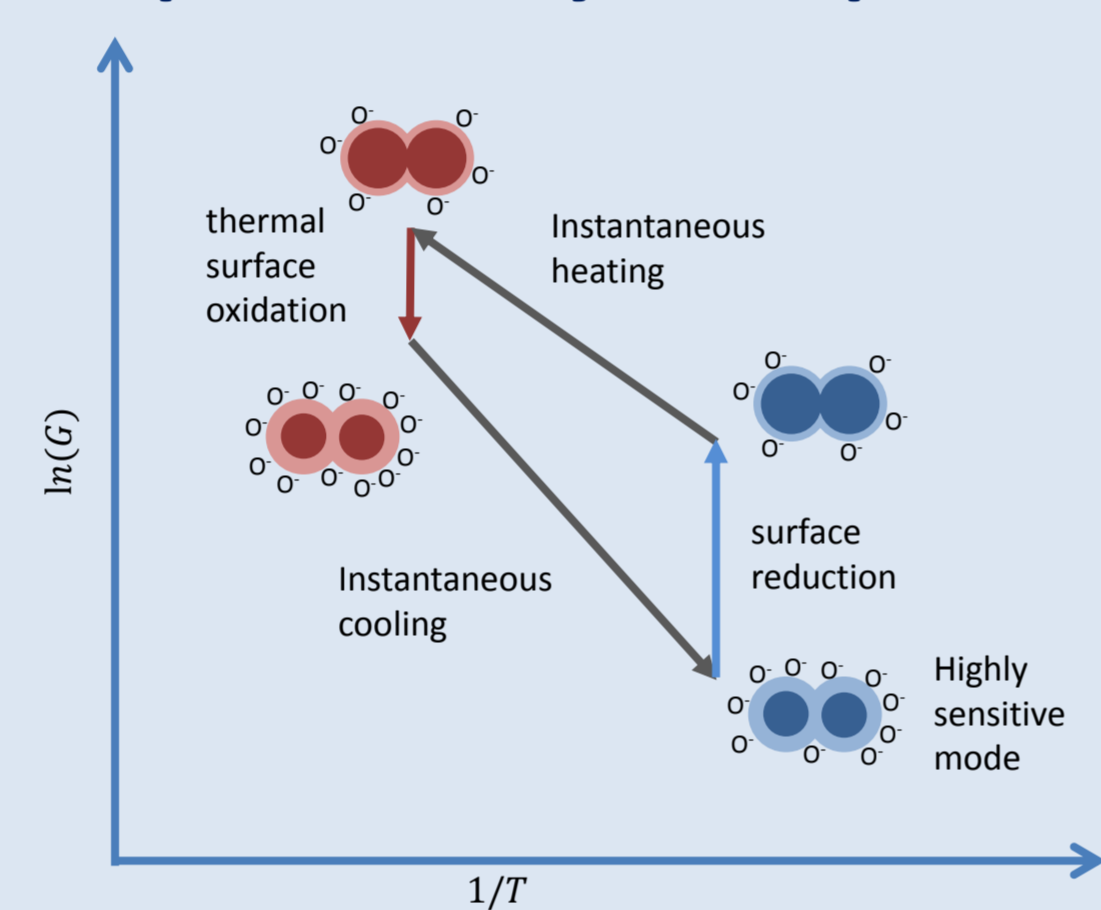 O⁻ O⁻
O⁻
O⁻
O⁻ O⁻
thermal
surface
oxidation
Instantaneous
heating
O⁻ O⁻ O⁻ O⁻
O⁻ O⁻
O⁻ O⁻
O⁻ O⁻ O⁻ O⁻
O⁻ O⁻
O⁻
O⁻
O⁻ O⁻
ln(G)
surface
reduction
Instantaneous
cooling
O⁻ O⁻ O⁻ O⁻
O⁻ O⁻
O⁻ O⁻
O⁻ O⁻
Highly
sensitive
mode
1/T